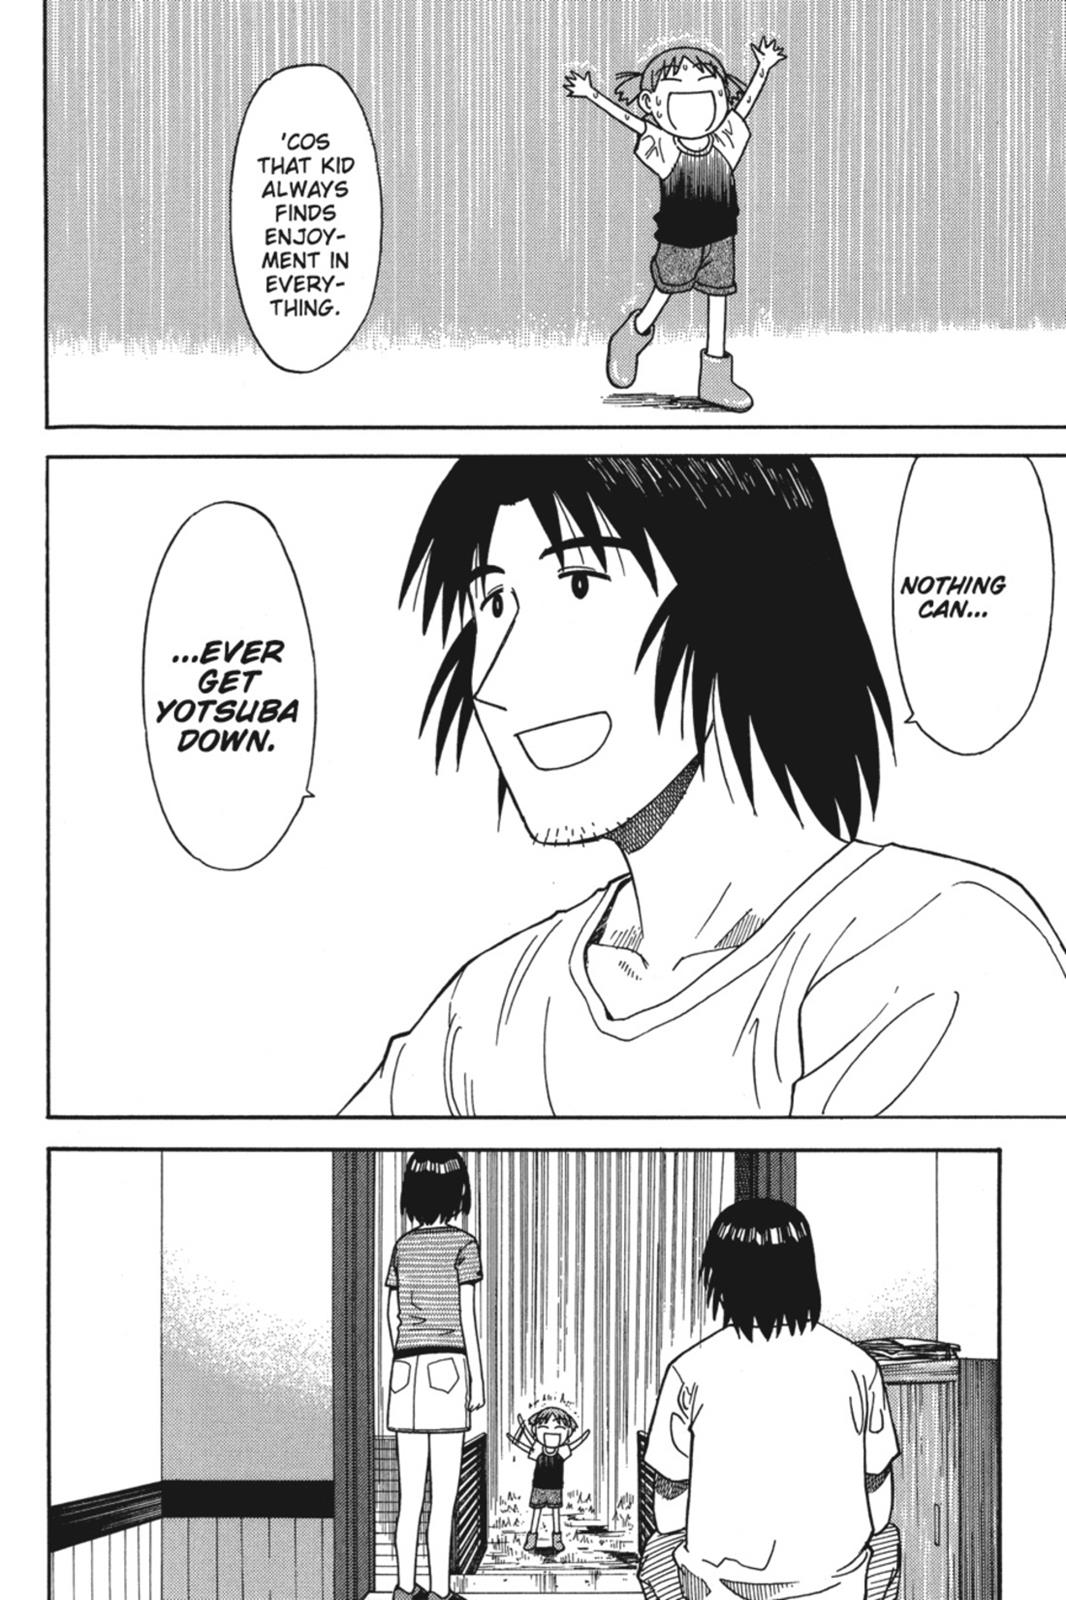 'COS
THAT KID
ALWAYS
FINDS
ENJOY-
MENT IN
EVERY-
THING.
NOTHING
CAN...
...EVER
GET
YOTSUBA
DOWN.